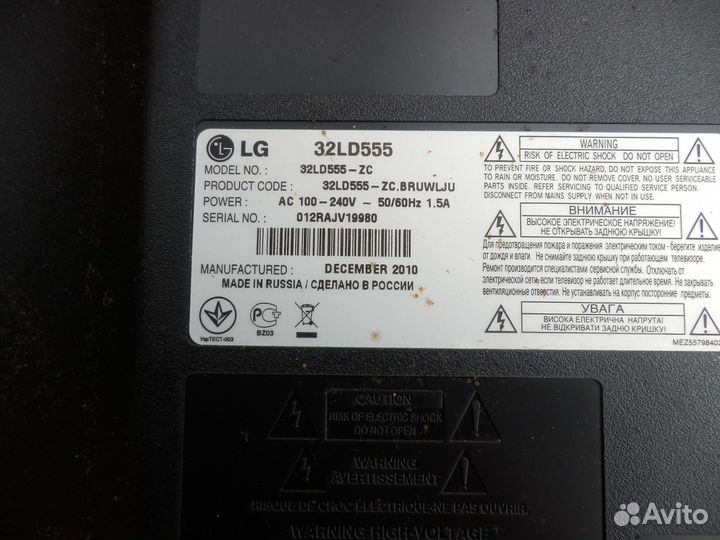 LG 32LD555
MODEL NO. : 32LD555-ZC
PRODUCT CODE : 32LD555-ZC.BRUWLJU
POWER : AC 100-240V ~ 50/60Hz 1.5A
SERIAL NO. : 012RAJV19980
MANUFACTURED : DECEMBER 2010
MADE IN RUSSIA / СДЕЛАНО В РОССИИ
УкрТЕСТ-003
BZ03
WARNING
RISK OF ELECTRIC SHOCK DO NOT OPEN
TO PREVENT FIRE OR SHOCK HAZARD, DO NOT EXPOSE THIS APPLIANCE
TO RAIN OR MOISTURE. DO NOT REMOVE COVER. NO USER SERVICEABLE
PARTS INSIDE. REFER SERVICING TO QUALIFIED SERVICE PERSON.
DISCONNECT FROM MAINS SUPPLY WHEN NOT IN USE.
ВНИМАНИЕ
ВЫСОКОЕ ЭЛЕКТРИЧЕСКОЕ НАПРЯЖЕНИЕ!
НЕ ОТКРЫВАТЬ ЗАДНЮЮ КРЫШКУ!
Для предотвращения пожара и поражения электрическим током - берегите изделие
от дождя и влаги. Не снимайте заднюю крышку при работающем телевизоре.
Ремонт производится специалистами сервисной службы. Отключать от
электрической сети, если телевизор не работает длительное время. Не закрывать
вентиляционные отверстия. Не устанавливать на корпус посторонние предметы.
УВАГА
ВИСОКА ЕЛЕКТРИЧНА НАПРУГА!
НЕ ВІДКРИВАТИ ЗАДНЮ КРИШКУ!
MEZ55798402
CAUTION
RISK OF ELECTRIC SHOCK
DO NOT OPEN
WARNING
AVERTISSEMENT
RISQUE DE CHOC ÉLECTRIQUE NE PAS OUVRIR.
WARNING HIGH-VOLTAGE
Avito